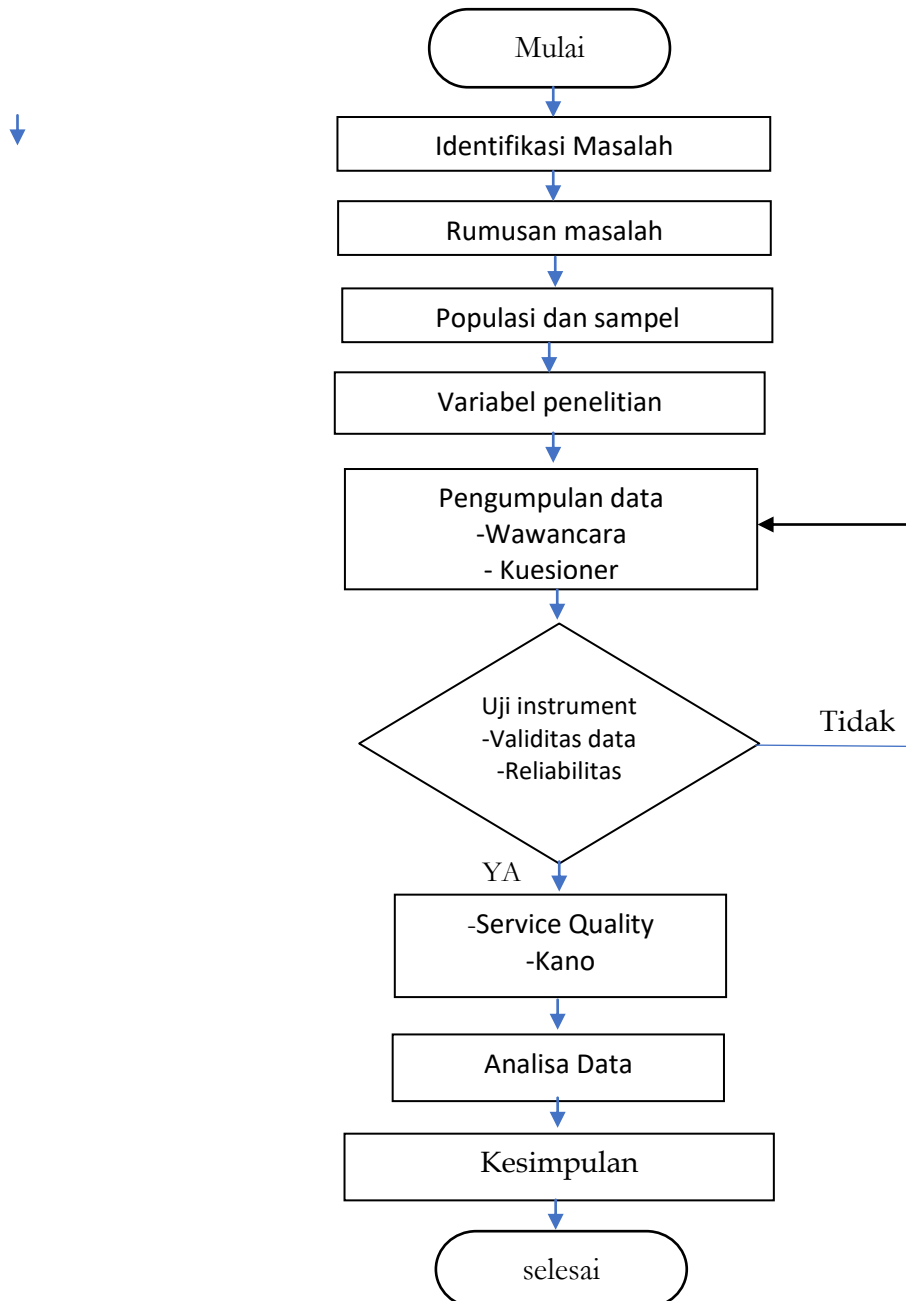 Mulai
Identifikasi Masalah
Rumusan masalah
Populasi dan sampel
Variabel penelitian
Pengumpulan data
-Wawancara
- Kuesioner
Uji instrument
-Validitas data
-Reliabilitas
Tidak
YA
-Service Quality
-Kano
Analisa Data
Kesimpulan
selesai